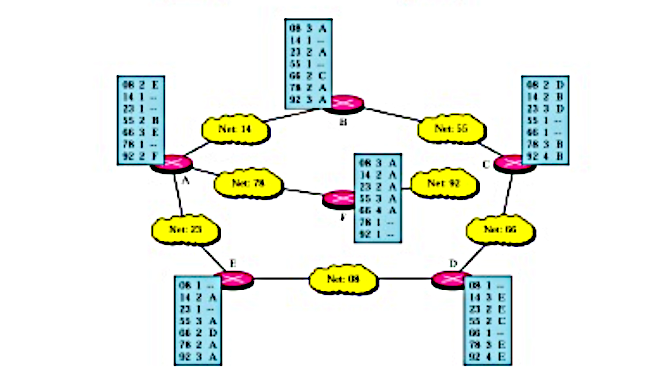 08 3 A
14 1 --
23 2 A
55 1 --
66 2 C
78 2 A
92 3 A
B
08 2 E
14 1 --
23 1 --
55 2 B
66 3 E
78 1 --
92 2 F
A
08 2 D
14 2 B
23 3 D
55 1 --
66 1 --
78 3 B
92 4 B
C
Net: 14
Net: 55
08 3 A
14 2 A
23 2 A
55 3 A
66 4 A
78 1 --
92 1 --
F
Net: 78
Net: 92
Net: 23
Net: 66
E
D
Net: 08
08 1 --
14 2 A
23 1 --
55 3 A
66 2 D
78 2 A
92 3 A
08 1 --
14 3 E
23 2 E
55 2 C
66 1 --
78 3 E
92 4 E